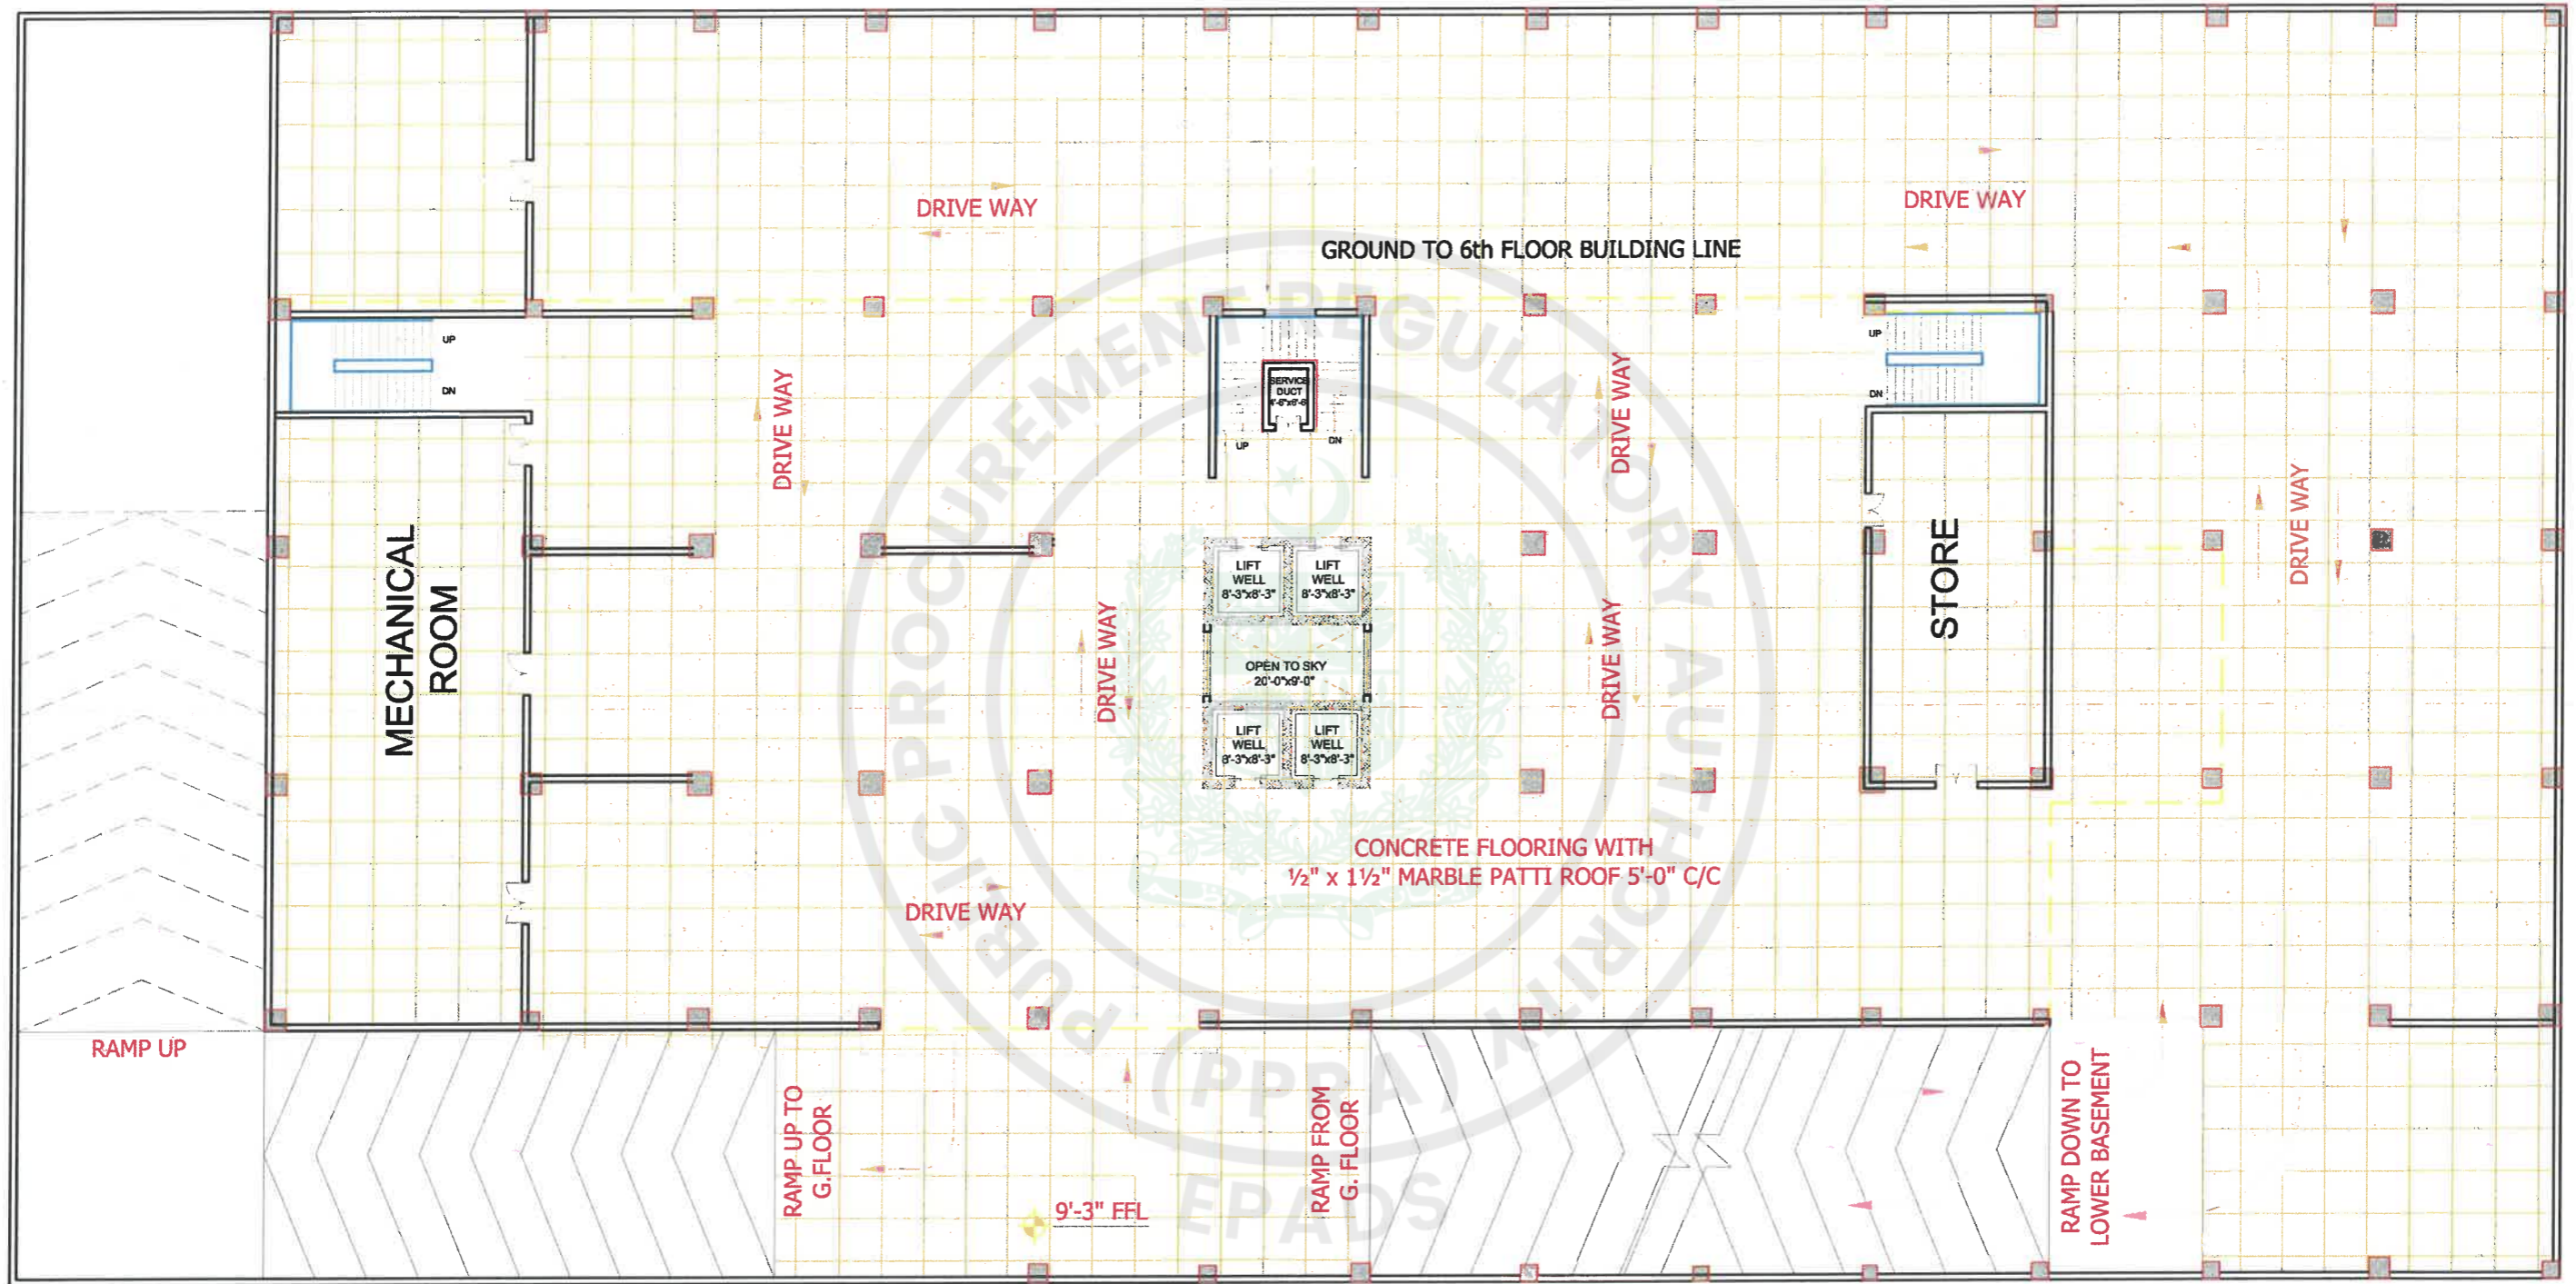 DRIVE WAY
DRIVE WAY
GROUND TO 6th FLOOR BUILDING LINE
UP
DN
SERVICE
DUCT
UP
DN
UP
DN
DRIVE WAY
DRIVE WAY
DRIVE WAY
MECHANICAL
ROOM
STORE
LIFT
WELL
8'-3"x8'-3"
LIFT
WELL
8'-3"x8'-3"
OPEN TO SKY
20'-0"x9'-0"
LIFT
WELL
8'-3"x8'-3"
LIFT
WELL
8'-3"x8'-3"
DRIVE WAY
DRIVE WAY
CONCRETE FLOORING WITH
½" x 1½" MARBLE PATTI ROOF 5'-0" C/C
DRIVE WAY
RAMP UP
RAMP UP TO
G.FLOOR
9'-3" FFL
RAMP FROM
G. FLOOR
RAMP DOWN TO
LOWER BASEMENT
PUBLIC PROCUREMENT REGULATORY AUTHORITY
(PPRA)
EPADS